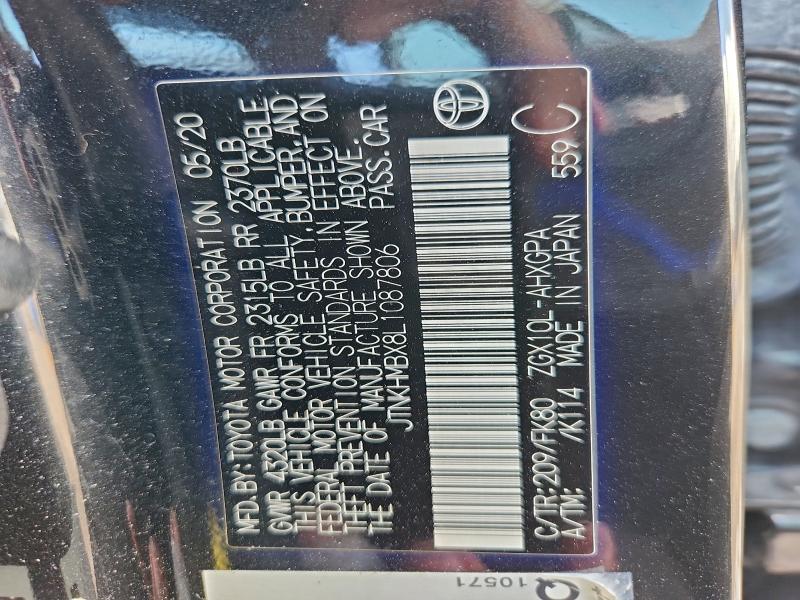 MFD.BY:TOYOTA MOTOR CORPORATION 05/20
GVWR 4320LB GAWR FR 2315LB RR 2370LB
THIS VEHICLE CONFORMS TO ALL APPLICABLE
FEDERAL MOTOR VEHICLE SAFETY,BUMPER,AND
THEFT PREVENTION STANDARDS IN EFFECT ON
THE DATE OF MANUFACTURE SHOWN ABOVE.
JTNKHMBX8L1087806 PASS.CAR
C/TR:209/FK80 ZGX10L-AHXGPA
A/TM: /K114 MADE IN JAPAN 559 C
Q
10571